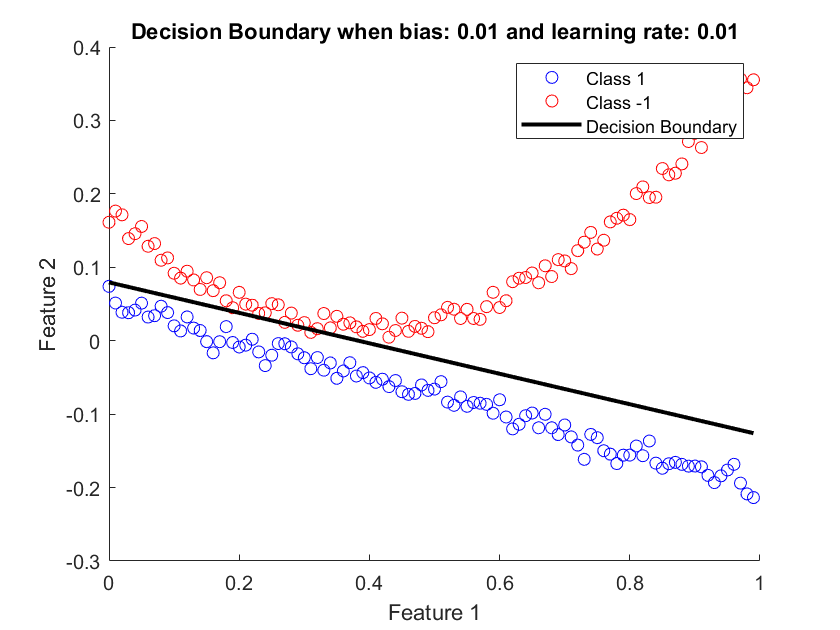 Decision Boundary when bias: 0.01 and learning rate: 0.01
0.4
0.3
0.2
0.1
0
-0.1
-0.2
-0.3
Feature 2
Class 1
Class -1
Decision Boundary
0 0.2 0.4 0.6 0.8 1
Feature 1